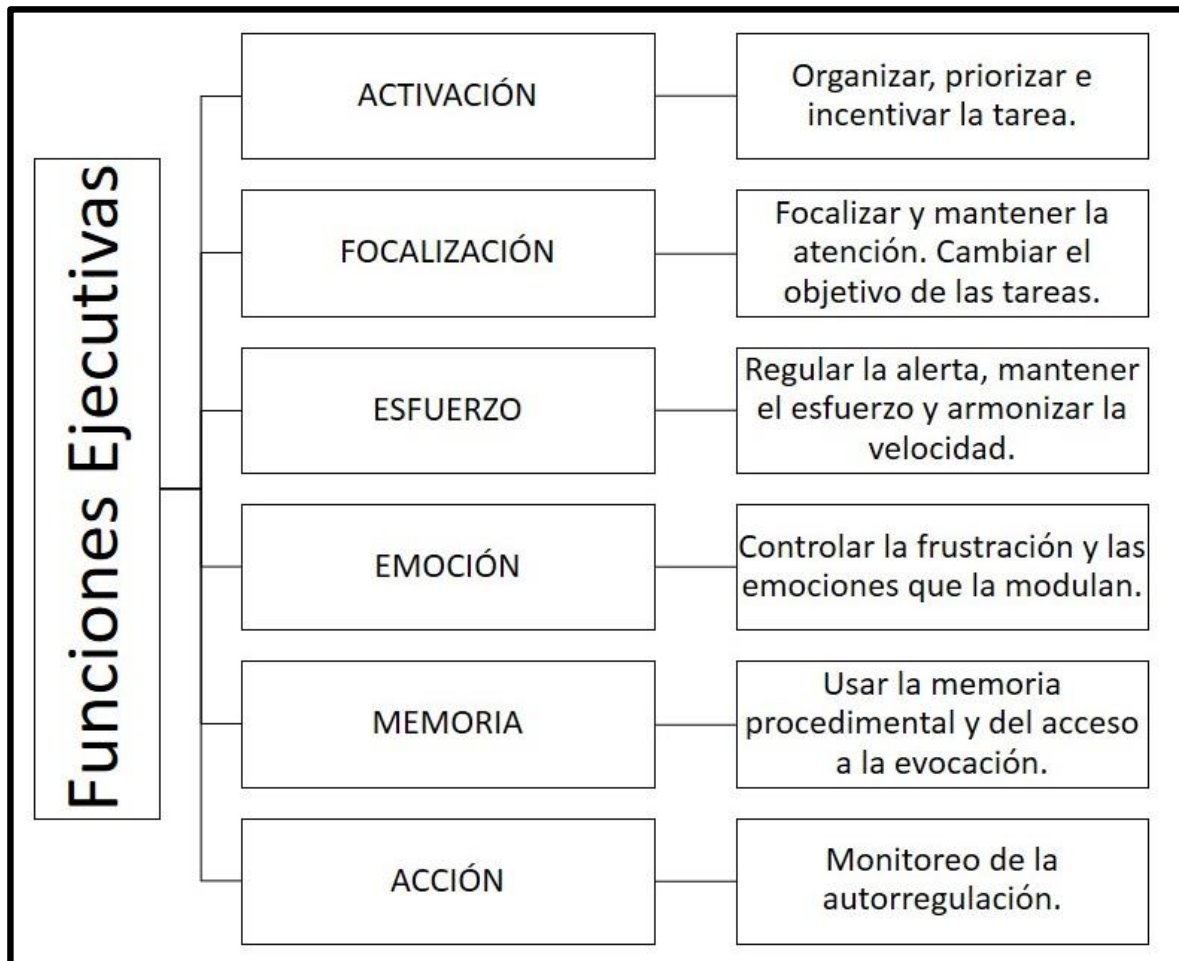 Funciones Ejecutivas
ACTIVACIÓN
Organizar, priorizar e
incentivar la tarea.
FOCALIZACIÓN
Focalizar y mantener la
atención. Cambiar el
objetivo de las tareas.
ESFUERZO
Regular la alerta, mantener
el esfuerzo y armonizar la
velocidad.
EMOCIÓN
Controlar la frustración y las
emociones que la modulan.
MEMORIA
Usar la memoria
procedimental y del acceso
a la evocación.
ACCIÓN
Monitoreo de la
autorregulación.